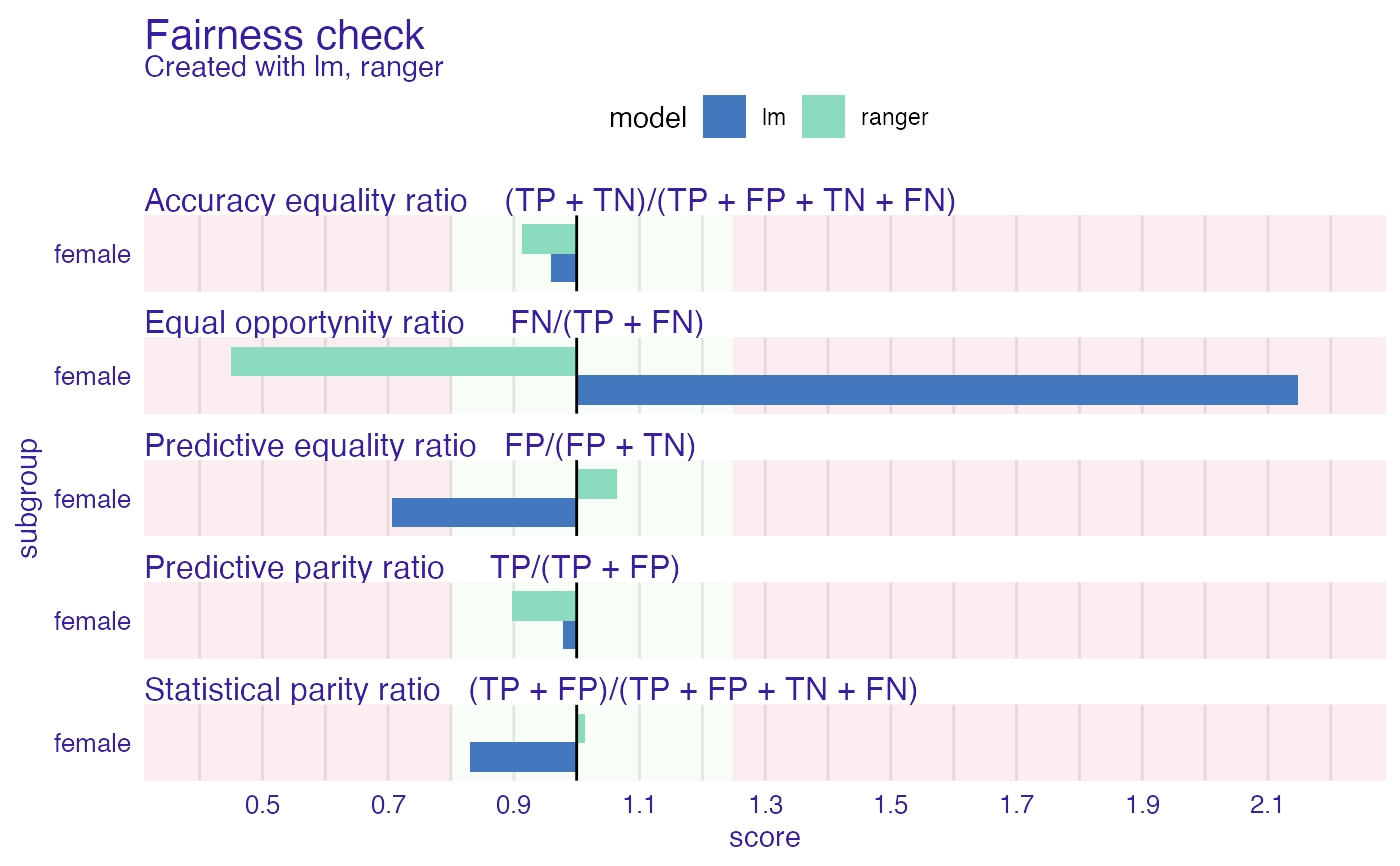 Fairness check
Created with lm, ranger
model lm ranger
Accuracy equality ratio (TP + TN)/(TP + FP + TN + FN)
female
Equal opportynity ratio FN/(TP + FN)
female
Predictive equality ratio FP/(FP + TN)
female
Predictive parity ratio TP/(TP + FP)
female
Statistical parity ratio (TP + FP)/(TP + FP + TN + FN)
female
subgroup
0.5 0.7 0.9 1.1 1.3 1.5 1.7 1.9 2.1
score